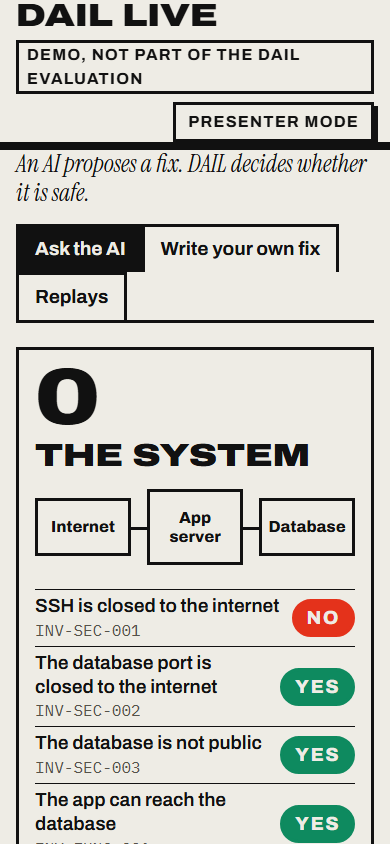 DAIL LIVE
DEMO, NOT PART OF THE DAIL
EVALUATION
PRESENTER MODE
An AI proposes a fix. DAIL decides whether
it is safe.
Ask the AI
Write your own fix
Replays
0
THE SYSTEM
Internet
App
server
Database
SSH is closed to the internet
INV-SEC-001
NO
The database port is
closed to the internet
INV-SEC-002
YES
The database is not public
INV-SEC-003
YES
The app can reach the
database
YES